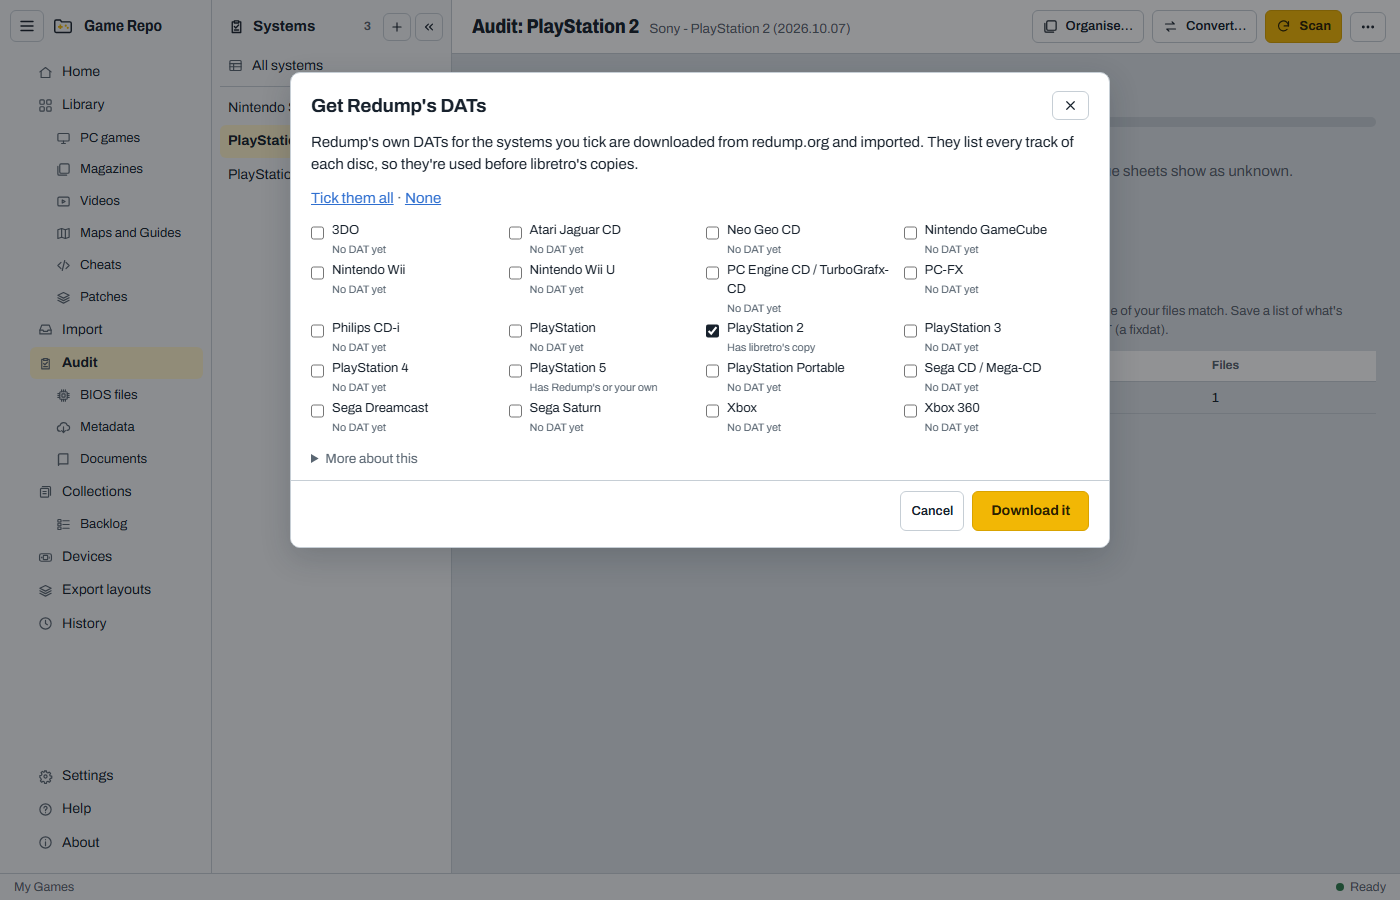 Game Repo
Home
Library
PC games
Magazines
Videos
Maps and Guides
Cheats
Patches
Import
Audit
BIOS files
Metadata
Documents
Collections
Backlog
Devices
Export layouts
History
Settings
Help
About
Systems 3
All systems
Nintendo
Audit: PlayStation 2 Sony - PlayStation 2 (2026.10.07)
Organise... Convert... Scan
sheets show as unknown.
of your files match. Save a list of what's
(a fixdat).
Files
1
Get Redump's DATs
Redump's own DATs for the systems you tick are downloaded from redump.org and imported. They list every track of
each disc, so they're used before libretro's copies.
Tick them all · None
3DO Atari Jaguar CD Neo Geo CD Nintendo GameCube
No DAT yet No DAT yet No DAT yet No DAT yet
Nintendo Wii Nintendo Wii U PC Engine CD / TurboGrafx- PC-FX
CD
No DAT yet No DAT yet No DAT yet No DAT yet
Philips CD-i PlayStation PlayStation 2 PlayStation 3
No DAT yet No DAT yet Has libretro's copy No DAT yet
PlayStation 4 PlayStation 5 PlayStation Portable Sega CD / Mega-CD
No DAT yet Has Redump's or your own No DAT yet No DAT yet
Sega Dreamcast Sega Saturn Xbox Xbox 360
No DAT yet No DAT yet No DAT yet No DAT yet
More about this
Cancel Download it
My Games
Ready